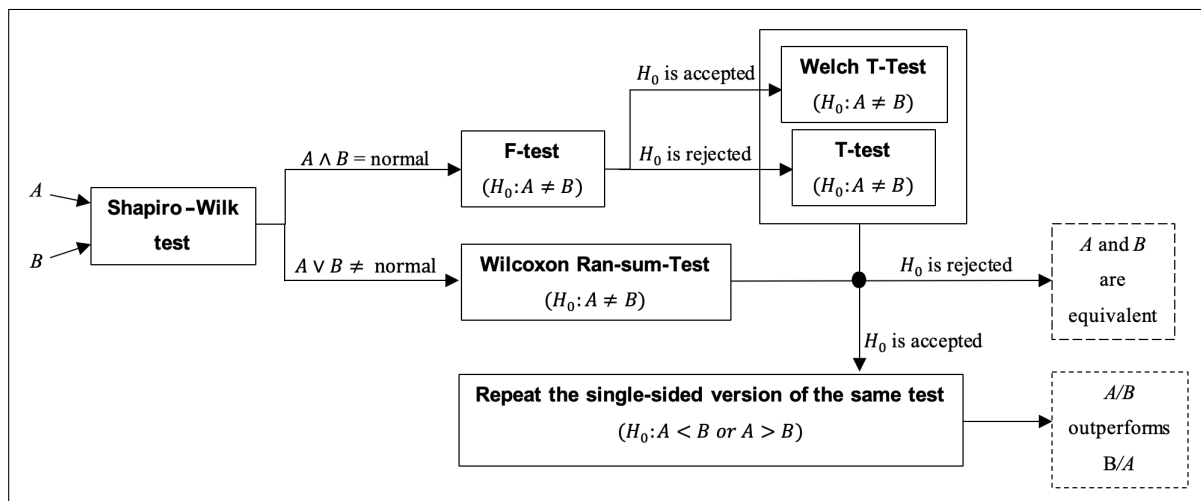 A
B
Shapiro–Wilk
test
A ∧ B = normal
A ∨ B ≠ normal
F-test
(H₀: A ≠ B)
H₀ is accepted
H₀ is rejected
Welch T-Test
(H₀: A ≠ B)
T-test
(H₀: A ≠ B)
Wilcoxon Ran-sum-Test
(H₀: A ≠ B)
H₀ is rejected
A and B
are
equivalent
H₀ is accepted
Repeat the single-sided version of the same test
(H₀: A < B or A > B)
A/B
outperforms
B/A